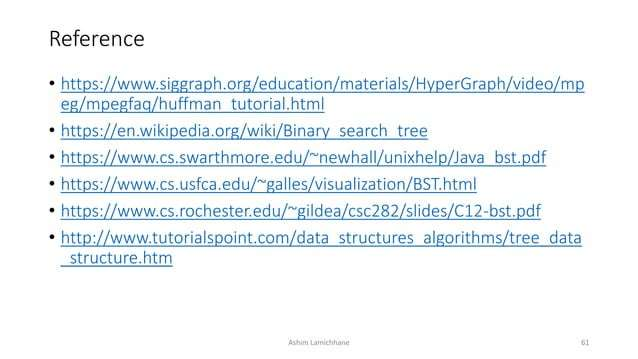 Reference
• https://www.siggraph.org/education/materials/HyperGraph/video/mp
eg/mpegfaq/huffman_tutorial.html
• https://en.wikipedia.org/wiki/Binary_search_tree
• https://www.cs.swarthmore.edu/~newhall/unixhelp/Java_bst.pdf
• https://www.cs.usfca.edu/~galles/visualization/BST.html
• https://www.cs.rochester.edu/~gildea/csc282/slides/C12-bst.pdf
• http://www.tutorialspoint.com/data_structures_algorithms/tree_data
_structure.htm
Ashim Lamichhane 61